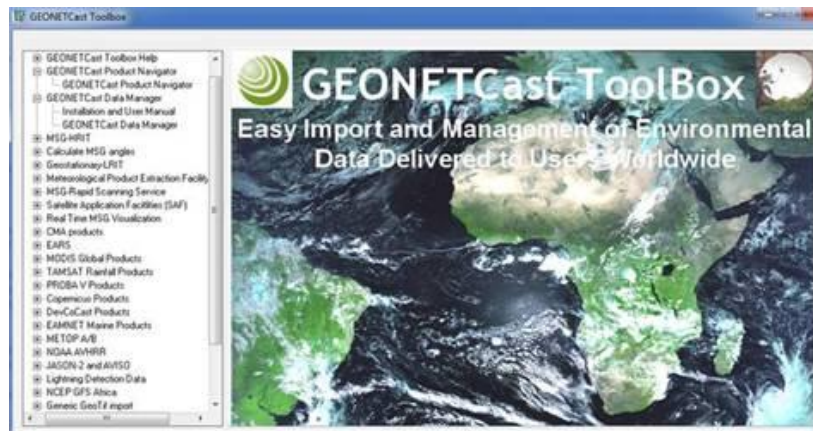 GEONETCast Toolbox
GEONETCast Toolbox Help
GEONETCast Product Navigator
GEONETCast Product Navigator
GEONETCast Data Manager
Installation and User Manual
GEONETCast Data Manager
MSG-HRIT
Calculate MSG angles
Geostationary-LRIT
Meteorological Product Extraction Facility
MSG-Rapid Scanning Service
Satellite Application Facilities (SAF)
Real Time MSG Visualization
CMA products
EARS
MODIS Global Products
TAMSAT Rainfall Products
PROBA V Products
Copernicus Products
DevCoCast Products
EAMNET Marine Products
METOP A/B
NOAA AVHRR
JASON-2 and AVISO
Lightning Detection Data
NCEP GFS Africa
Generic GeoTif import
GEONETCast ToolBox
Easy Import and Management of Environmental
Data Delivered to Users Worldwide